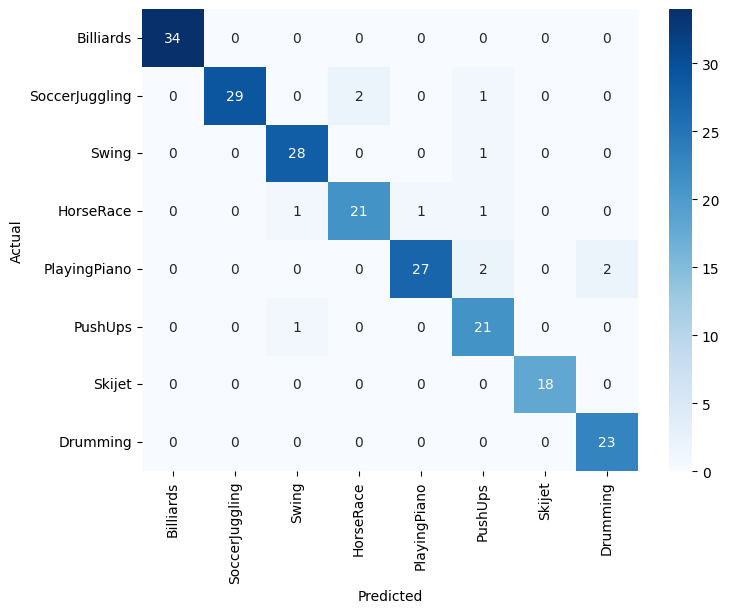 Billiards 34 0 0 0 0 0 0 0
SoccerJuggling 0 29 0 2 0 1 0 0
Swing 0 0 28 0 0 1 0 0
HorseRace 0 0 1 21 1 1 0 0
PlayingPiano 0 0 0 0 27 2 0 2
PushUps 0 0 1 0 0 21 0 0
Skijet 0 0 0 0 0 0 18 0
Drumming 0 0 0 0 0 0 0 23
Actual
Billiards
SoccerJuggling
Swing
HorseRace
PlayingPiano
PushUps
Skijet
Drumming
Predicted
30
25
20
15
10
5
0